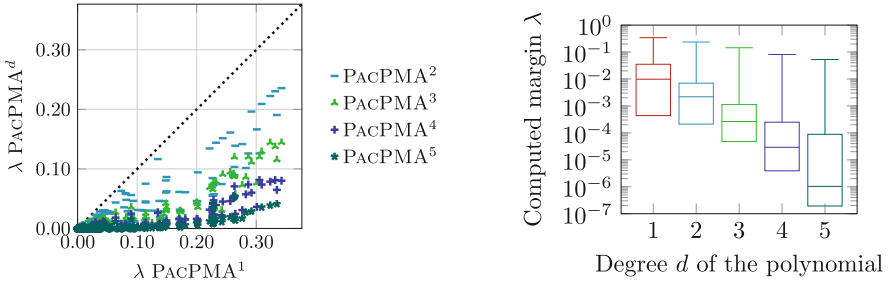 λ PACPMA^d
0.30
0.20
0.10
0.00
0.00 0.10 0.20 0.30
λ PACPMA^1
PACPMA^2
PACPMA^3
PACPMA^4
PACPMA^5
Computed margin λ
10^0
10^−1
10^−2
10^−3
10^−4
10^−5
10^−6
10^−7
1 2 3 4 5
Degree d of the polynomial